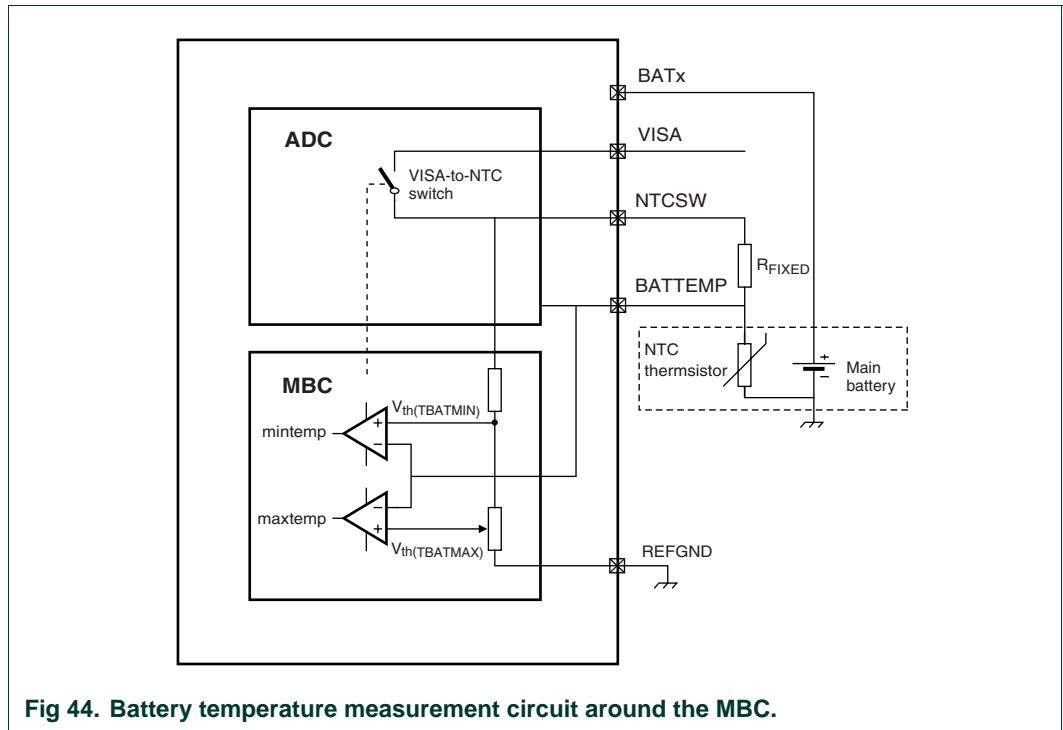 BATx
ADC
VISA
VISA-to-NTC
switch
NTCSW
RFIXED
BATTEMP
NTC
thermsistor
+
−
Main
battery
MBC
Vth(TBATMIN)
mintemp
+
−
maxtemp
−
+
Vth(TBATMAX)
REFGND
Fig 44. Battery temperature measurement circuit around the MBC.